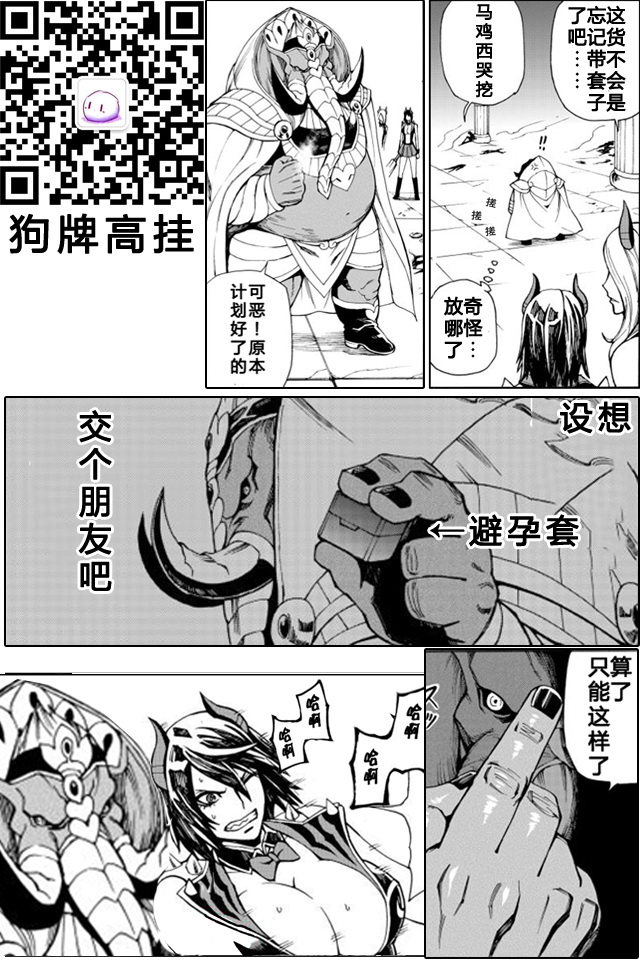 这货不会是
忘记带套子
了吧……
马鸡西哭挖
!!
搓
搓
搓
奇怪…
放哪了
可恶！原本
计划好了的
狗牌高挂
设想
←避孕套
交个朋友吧
算了
只能这样了
哈啊
哈啊
哈啊
哈啊